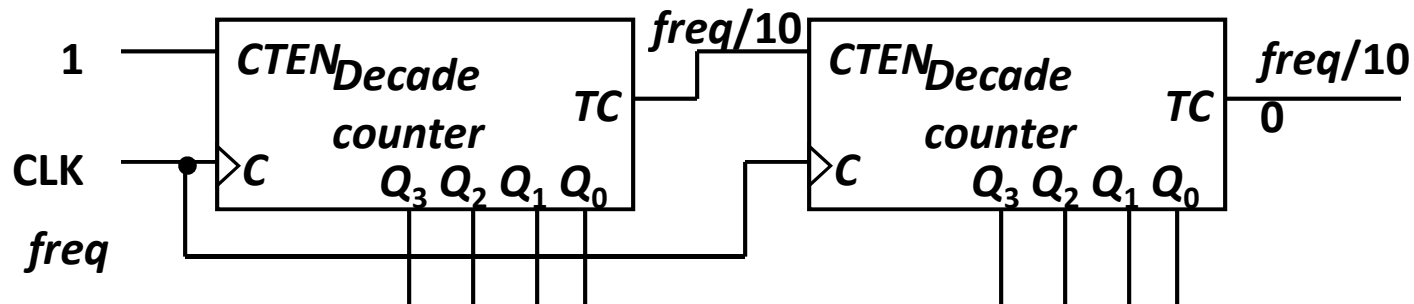 1
CTEN
Decade
counter
TC
C
Q3 Q2 Q1 Q0
freq/10
CTEN
Decade
counter
TC
C
Q3 Q2 Q1 Q0
freq/10
0
CLK
freq